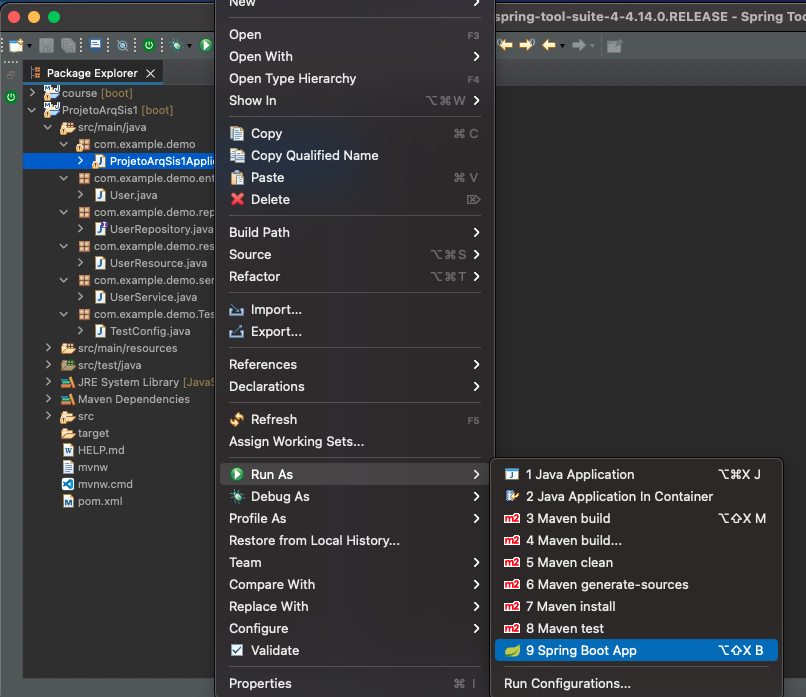 spring-tool-suite-4-4.14.0.RELEASE - Spring Too
Package Explorer
course [boot]
ProjetoArqSis1 [boot]
src/main/java
com.example.demo
ProjetoArqSis1Applic
com.example.demo.ent
User.java
com.example.demo.rep
UserRepository.java
com.example.demo.res
UserResource.java
com.example.demo.ser
UserService.java
com.example.demo.Tes
TestConfig.java
src/main/resources
src/test/java
JRE System Library [JavaS
Maven Dependencies
src
target
HELP.md
mvnw
mvnw.cmd
pom.xml
New
Open F3
Open With
Open Type Hierarchy F4
Show In ⌥⌘W
Copy ⌘C
Copy Qualified Name
Paste ⌘V
Delete ⌦
Build Path
Source ⌥⌘S
Refactor ⌥⌘T
Import...
Export...
References
Declarations
Refresh F5
Assign Working Sets...
Run As
Debug As
Profile As
Restore from Local History...
Team
Compare With
Replace With
Configure
Validate
Properties ⌘I
1 Java Application ⌥⌘X J
2 Java Application In Container
m2 3 Maven build ⌥⇧X M
m2 4 Maven build...
m2 5 Maven clean
m2 6 Maven generate-sources
m2 7 Maven install
m2 8 Maven test
9 Spring Boot App ⌥⇧X B
Run Configurations...